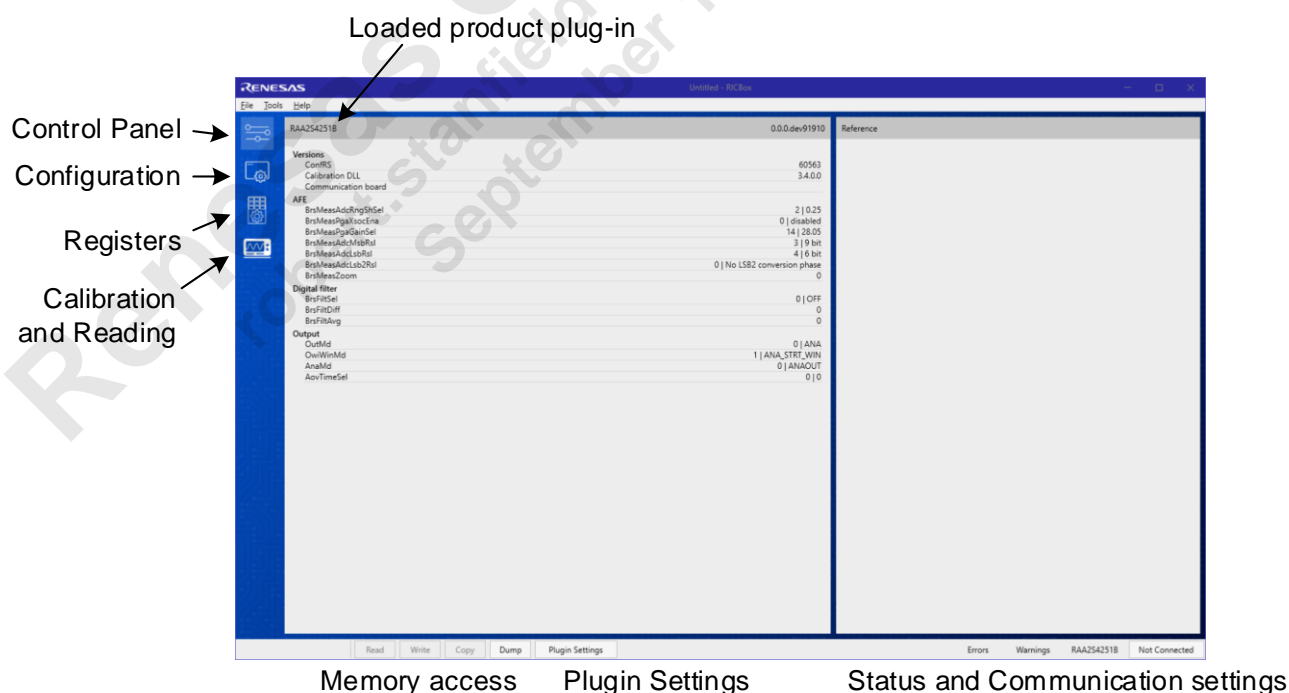 Loaded product plug-in
RENESAS
Untitled - RICBox
File Tools Help
Control Panel
Configuration
Registers
Calibration
and Reading
RAA2S4251B 0.0.0.dev91910
Reference
Versions
ConfRS 60563
Calibration DLL 3.4.0.0
Communication board
AFE
BrsMeasAdcRngShSel 2 | 0.25
BrsMeasPgaXsocEna 0 | disabled
BrsMeasPgaGainSel 14 | 28.05
BrsMeasAdcMsbRsl 3 | 9 bit
BrsMeasAdcLsbRsl 4 | 6 bit
BrsMeasAdcLsb2Rsl 0 | No LSB2 conversion phase
BrsMeasZoom 0
Digital filter
BrsFiltSel 0 | OFF
BrsFiltDiff 0
BrsFiltAvg 0
Output
OutMd 0 | ANA
OwiWinMd 1 | ANA_STRT_WIN
AnaMd 0 | ANAOUT
AovTimeSel 0 | 0
Read Write Copy Dump Plugin Settings
Errors Warnings RAA2S4251B Not Connected
Memory access Plugin Settings Status and Communication settings